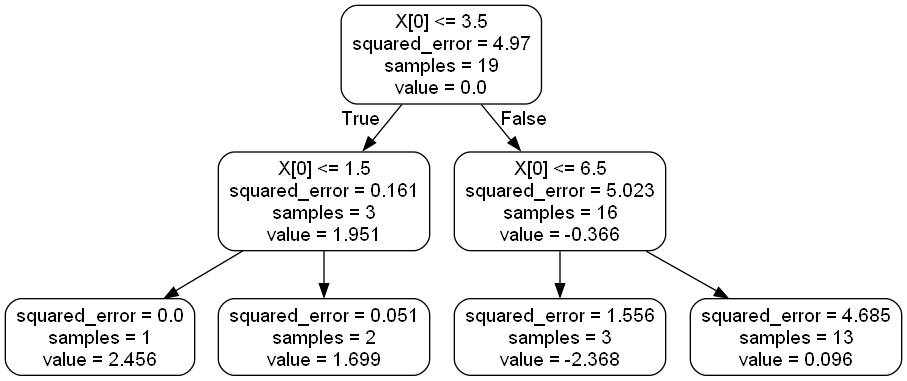 X[0] <= 3.5
squared_error = 4.97
samples = 19
value = 0.0
True
False
X[0] <= 1.5
squared_error = 0.161
samples = 3
value = 1.951
X[0] <= 6.5
squared_error = 5.023
samples = 16
value = -0.366
squared_error = 0.0
samples = 1
value = 2.456
squared_error = 0.051
samples = 2
value = 1.699
squared_error = 1.556
samples = 3
value = -2.368
squared_error = 4.685
samples = 13
value = 0.096